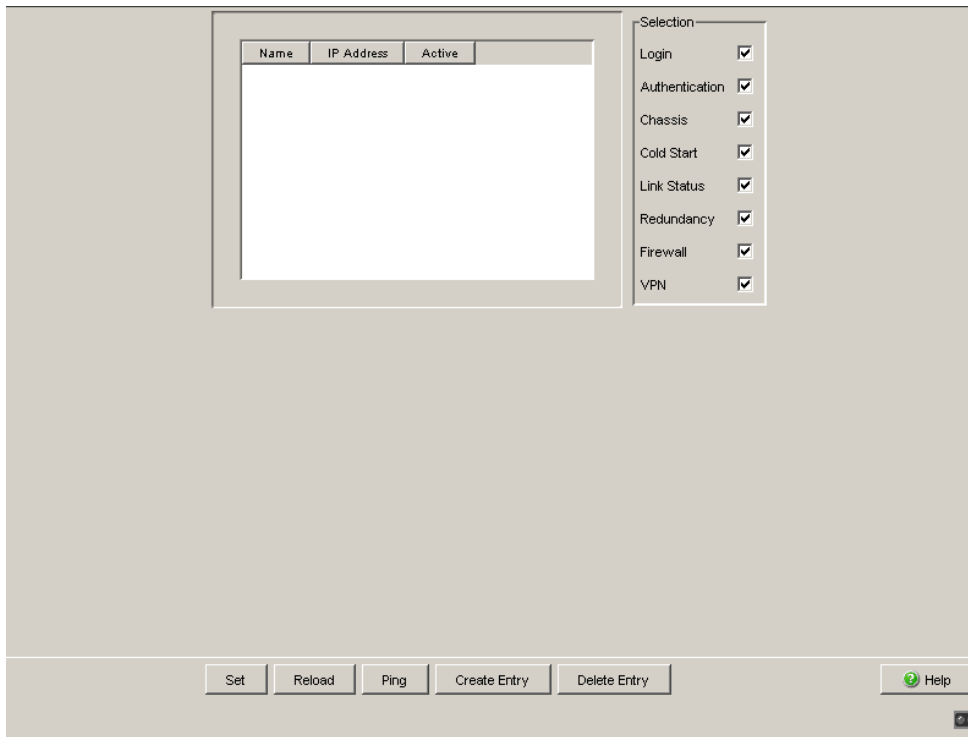 Name IP Address Active
Selection
Login
Authentication
Chassis
Cold Start
Link Status
Redundancy
Firewall
VPN
Set Reload Ping Create Entry Delete Entry Help